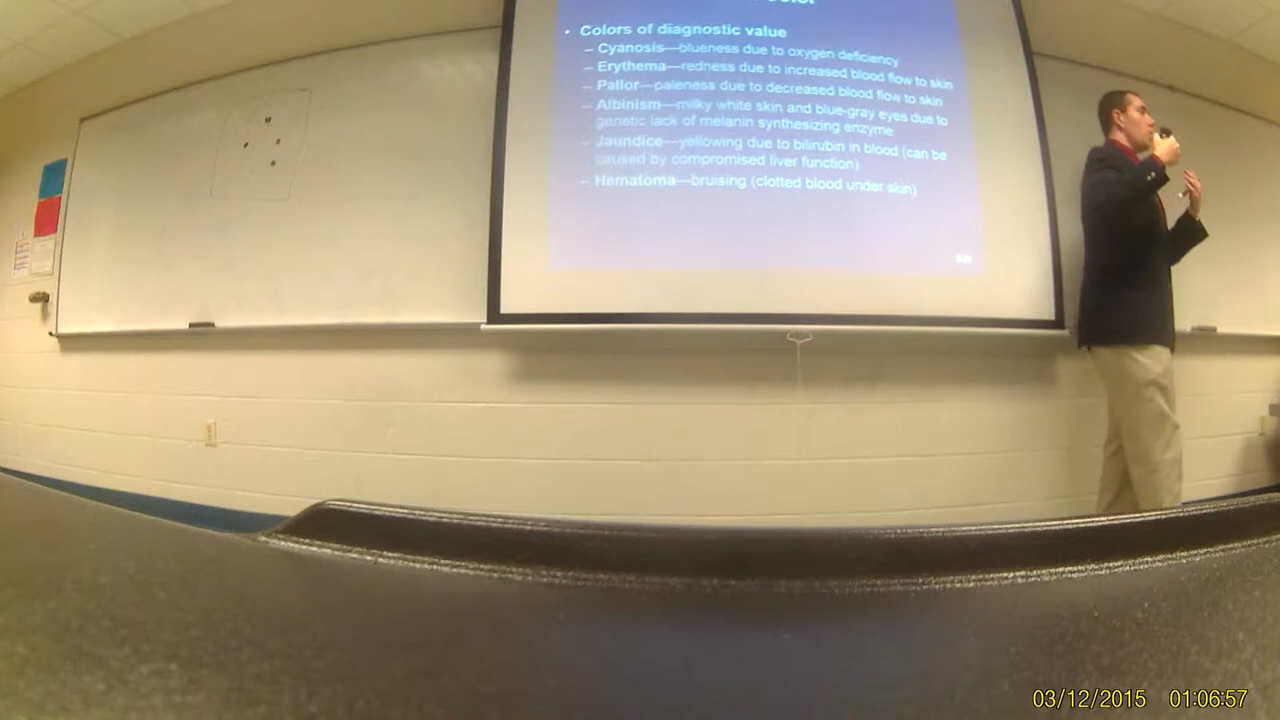 • Colors of diagnostic value
– Cyanosis—blueness due to oxygen deficiency
– Erythema—redness due to increased blood flow to skin
– Pallor—paleness due to decreased blood flow to skin
– Albinism—milky white skin and blue-gray eyes due to
genetic lack of melanin synthesizing enzyme
– Jaundice—yellowing due to bilirubin in blood (can be
caused by compromised liver function)
– Hematoma—bruising (clotted blood under skin)
03/12/2015 01:06:57